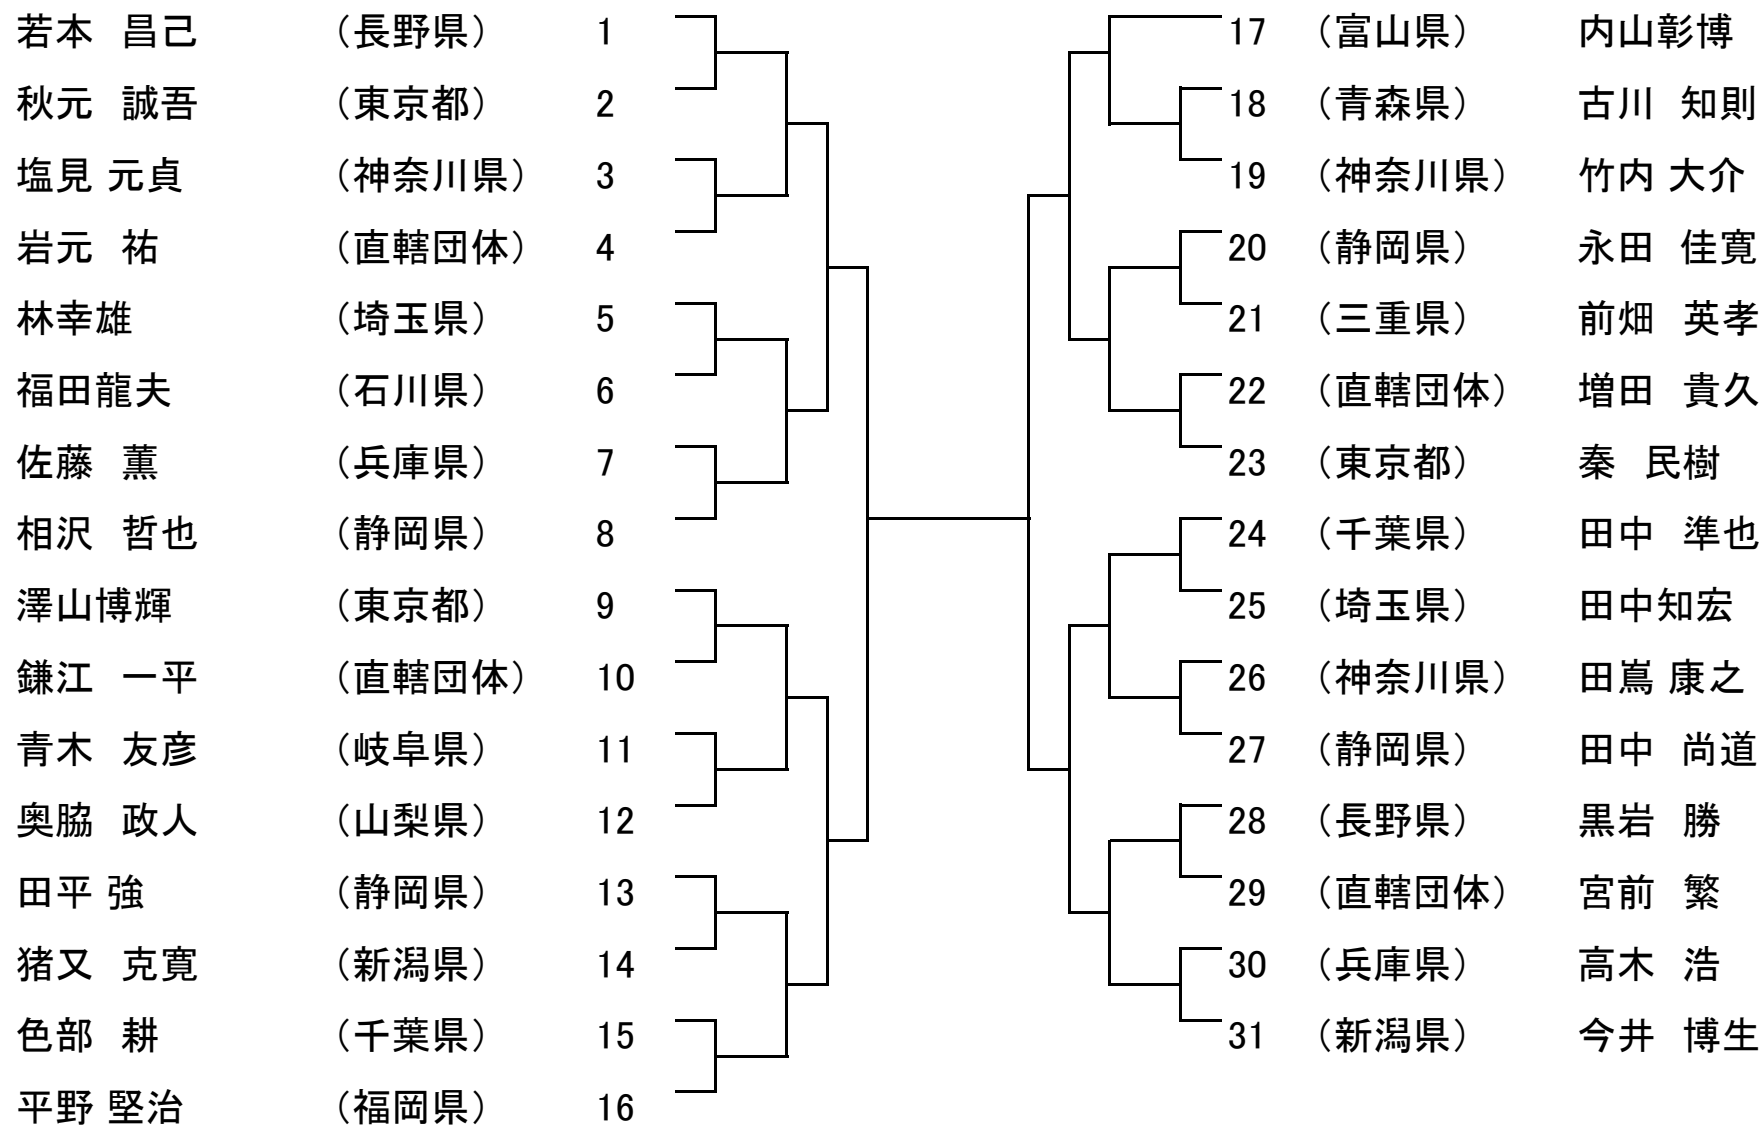 若本　昌己 （長野県） 1
秋元　誠吾 （東京都） 2
塩見 元貞 （神奈川県） 3
岩元　祐 （直轄団体） 4
林幸雄 （埼玉県） 5
福田龍夫 （石川県） 6
佐藤　薫 （兵庫県） 7
相沢　哲也 （静岡県） 8
澤山博輝 （東京都） 9
鎌江　一平 （直轄団体） 10
青木　友彦 （岐阜県） 11
奥脇　政人 （山梨県） 12
田平 強 （静岡県） 13
猪又　克寛 （新潟県） 14
色部　耕 （千葉県） 15
平野 堅治 （福岡県） 16
17 （富山県） 内山彰博
18 （青森県） 古川　知則
19 （神奈川県） 竹内 大介
20 （静岡県） 永田　佳寛
21 （三重県） 前畑　英孝
22 （直轄団体） 増田　貴久
23 （東京都） 秦　民樹
24 （千葉県） 田中　準也
25 （埼玉県） 田中知宏
26 （神奈川県） 田嶌 康之
27 （静岡県） 田中　尚道
28 （長野県） 黒岩　勝
29 （直轄団体） 宮前　繁
30 （兵庫県） 高木　浩
31 （新潟県） 今井　博生